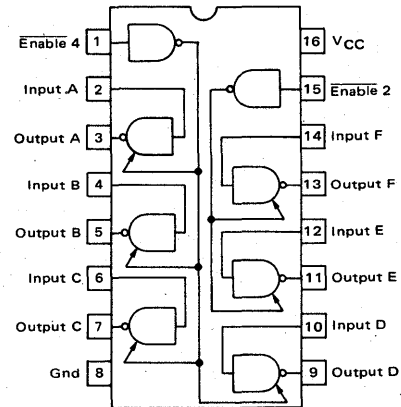 Enable 4 1
Input A 2
Output A 3
Input B 4
Output B 5
Input C 6
Output C 7
Gnd 8
16 VCC
15 Enable 2
14 Input F
13 Output F
12 Input E
11 Output E
10 Input D
9 Output D